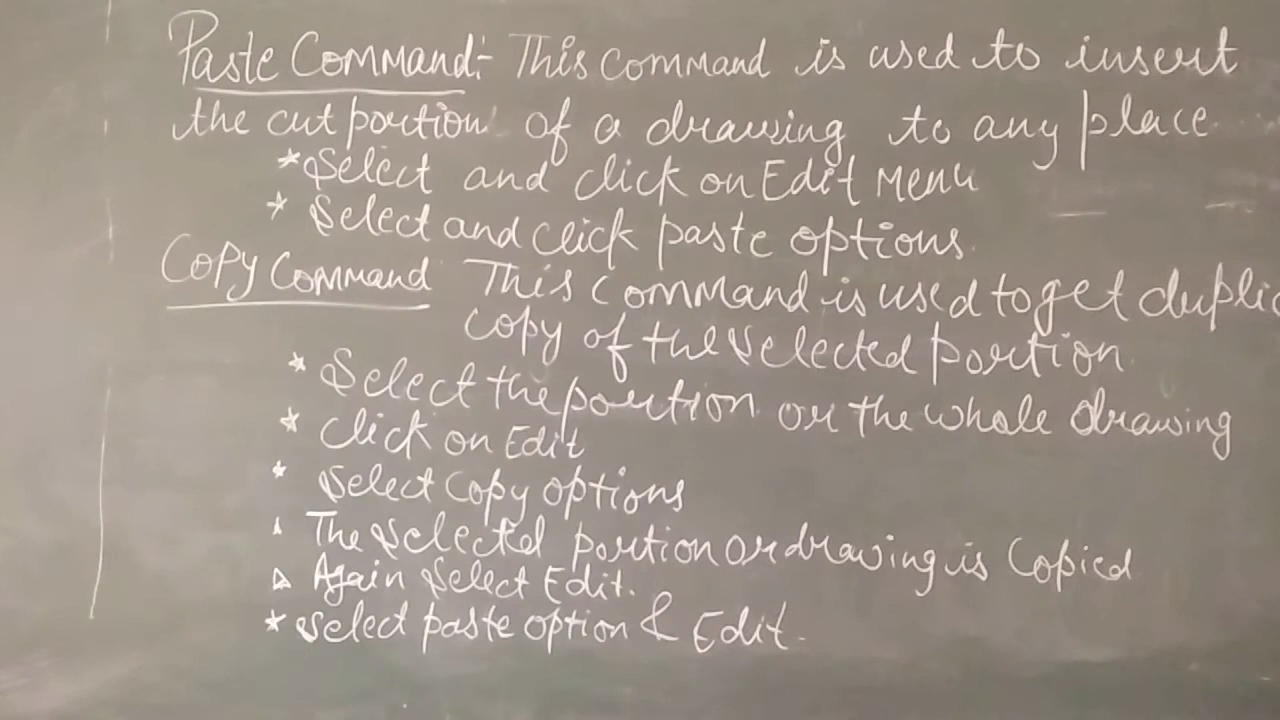 Paste Command:- This command is used to insert
the cut portion of a drawing to any place.
* Select and click on Edit Menu
* Select and click paste options.
Copy Command This command is used to get duplic
copy of the selected portion
* Select the portion or the whole drawing
* Click on Edit
* Select Copy options
* The selected portion or drawing is Copied
* Again Select Edit.
* Select paste option & Edit.